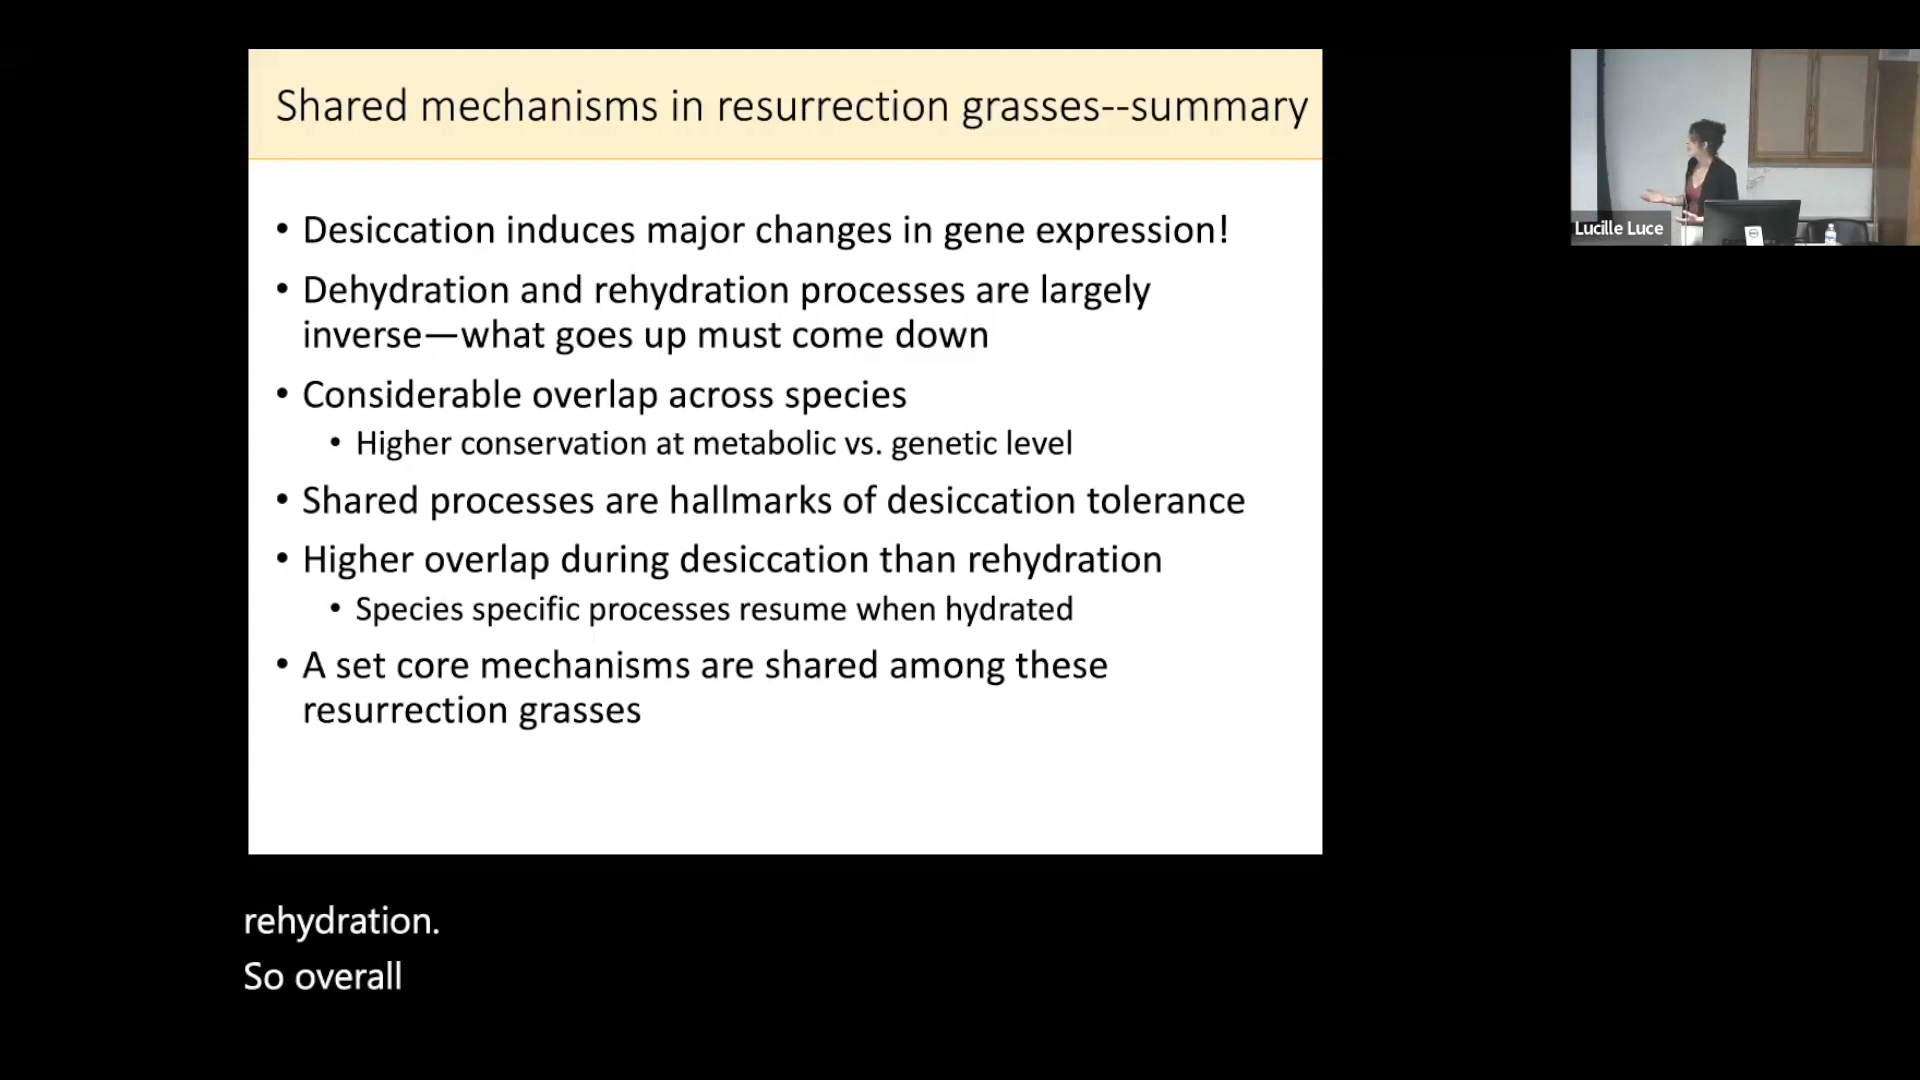 Shared mechanisms in resurrection grasses--summary
• Desiccation induces major changes in gene expression!
• Dehydration and rehydration processes are largely
inverse—what goes up must come down
• Considerable overlap across species
• Higher conservation at metabolic vs. genetic level
• Shared processes are hallmarks of desiccation tolerance
• Higher overlap during desiccation than rehydration
• Species specific processes resume when hydrated
• A set core mechanisms are shared among these
resurrection grasses
Lucille Luce
rehydration.
So overall